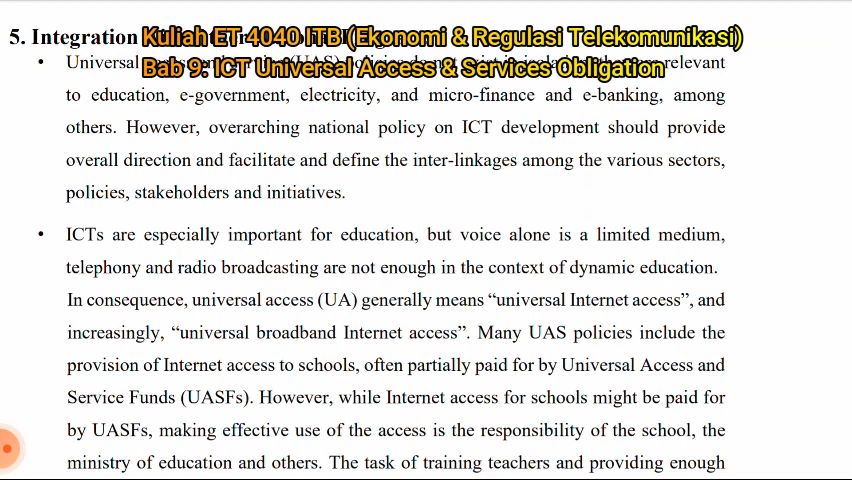 5. Integration
Kuliah ET 4040 ITB (Ekonomi & Regulasi Telekomunikasi)
Bab 9: ICT Universal Access & Services Obligation
• Universal relevant
to education, e-government, electricity, and micro-finance and e-banking, among
others. However, overarching national policy on ICT development should provide
overall direction and facilitate and define the inter-linkages among the various sectors,
policies, stakeholders and initiatives.
• ICTs are especially important for education, but voice alone is a limited medium,
telephony and radio broadcasting are not enough in the context of dynamic education.
In consequence, universal access (UA) generally means “universal Internet access”, and
increasingly, “universal broadband Internet access”. Many UAS policies include the
provision of Internet access to schools, often partially paid for by Universal Access and
Service Funds (UASFs). However, while Internet access for schools might be paid for
by UASFs, making effective use of the access is the responsibility of the school, the
ministry of education and others. The task of training teachers and providing enough